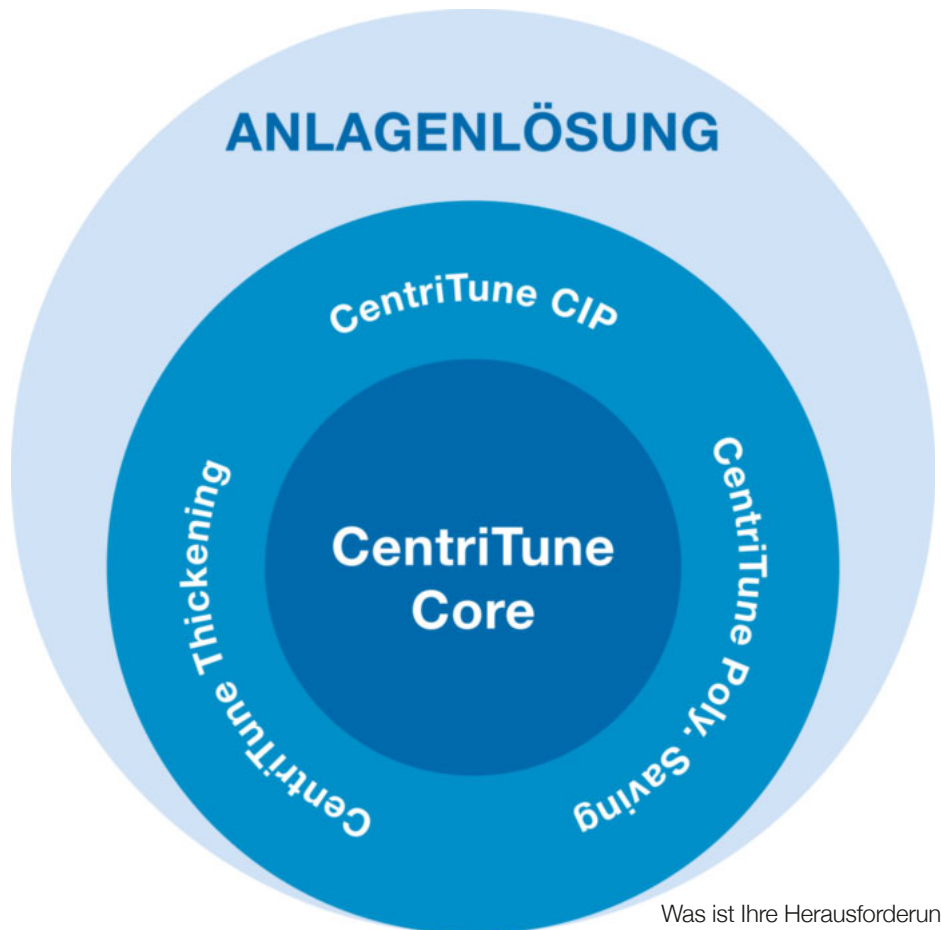 ANLAGENLÖSUNG
CentriTune CIP
CentriTune Thickening
CentriTune Poly. Saving
CentriTune
Core
Was ist Ihre Herausforderun